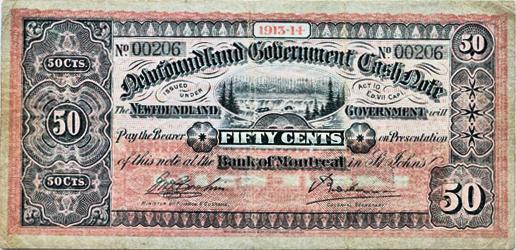 1913-14
50 CTS. Nº 00206 Nº 00206 50
Newfoundland Government Cash Note
ISSUED UNDER ACT 10 ED.VII CAP.
The NEWFOUNDLAND GOVERNMENT will
50 Pay the Bearer FIFTY CENTS on Presentation
of this note at the Bank of Montreal in St. Johns
50 CTS. 50
MINISTER OF FINANCE & CUSTOMS. COLONIAL SECRETARY